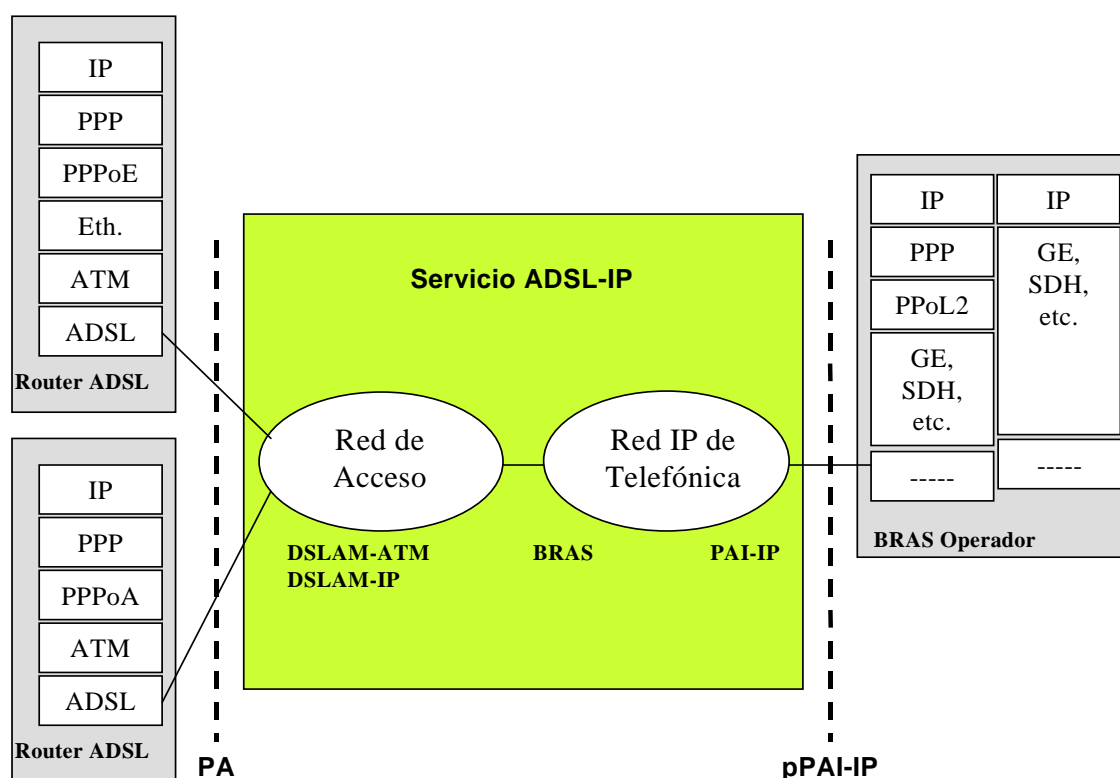 IP
PPP
PPPoE
Eth.
ATM
ADSL
Router ADSL
IP
PPP
PPPoA
ATM
ADSL
Router ADSL
PA
Servicio ADSL-IP
Red de
Acceso
Red IP de
Telefónica
DSLAM-ATM
DSLAM-IP
BRAS
PAI-IP
pPAI-IP
IP
PPP
PPoL2
GE,
SDH,
etc.
-----
IP
GE,
SDH,
etc.
-----
BRAS Operador